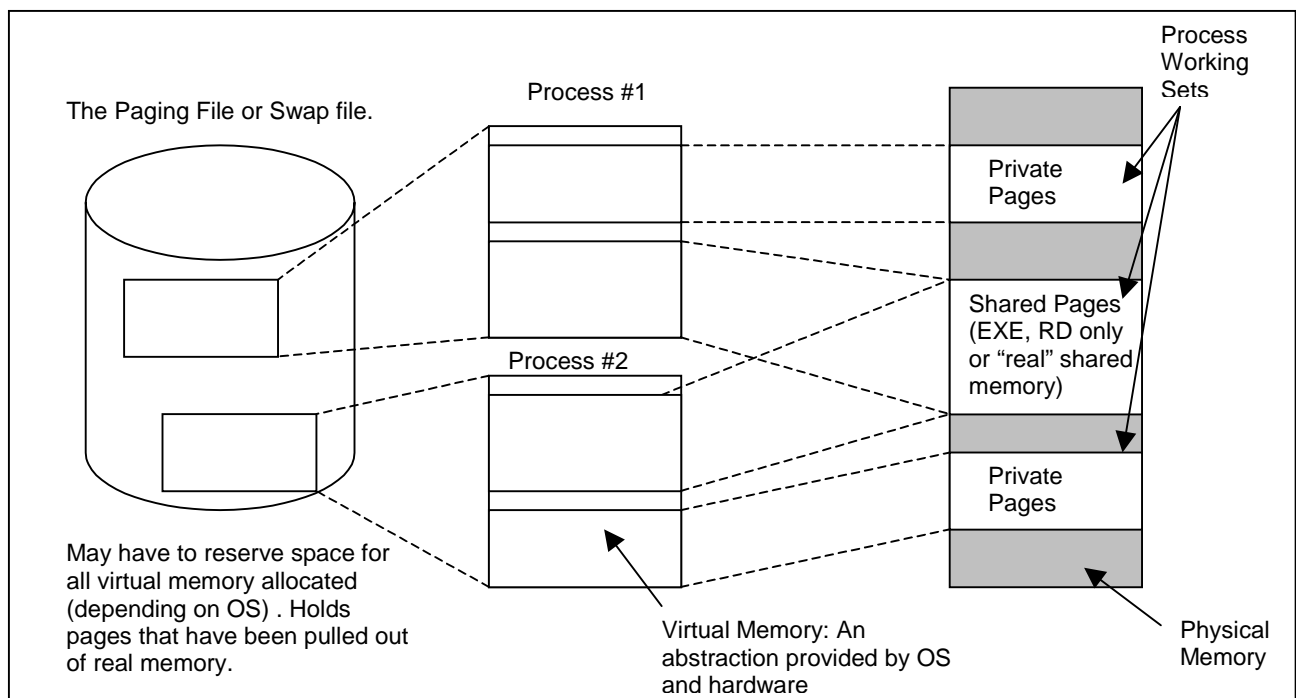 The Paging File or Swap file.
May have to reserve space for
all virtual memory allocated
(depending on OS) . Holds
pages that have been pulled out
of real memory.
Process #1
Process #2
Virtual Memory: An
abstraction provided by OS
and hardware
Process
Working
Sets
Private
Pages
Shared Pages
(EXE, RD only
or “real” shared
memory)
Private
Pages
Physical
Memory